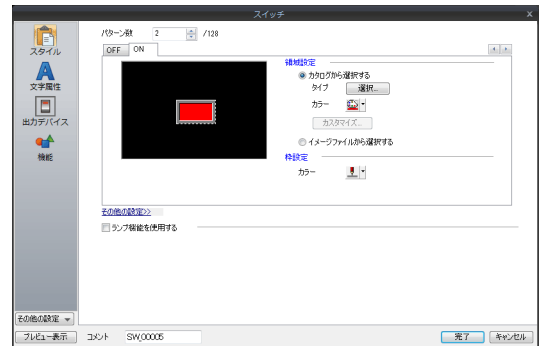 スイッチ
x
スタイル
文字属性
出力デバイス
機能
その他の設定
パターン数 2 /128
OFF ON
領域設定
カタログから選択する
タイプ 選択...
カラー
カスタマイズ...
イメージファイルから選択する
枠設定
カラー
その他の設定>>
ランプ機能を使用する
プレビュー表示 コメント SW_00005 完了 キャンセル